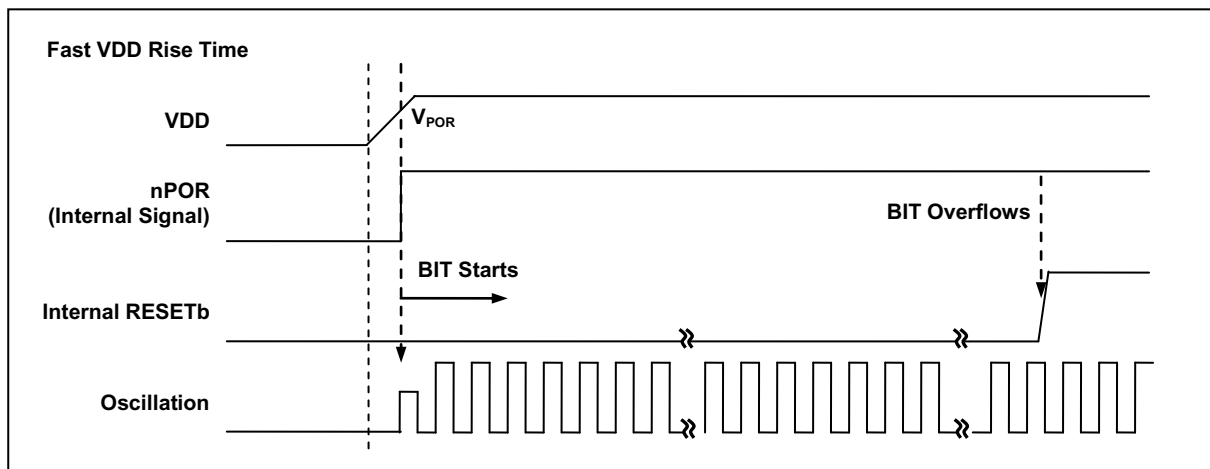 Fast VDD Rise Time
VDD
VPOR
nPOR
(Internal Signal)
BIT Overflows
BIT Starts
Internal RESETb
Oscillation